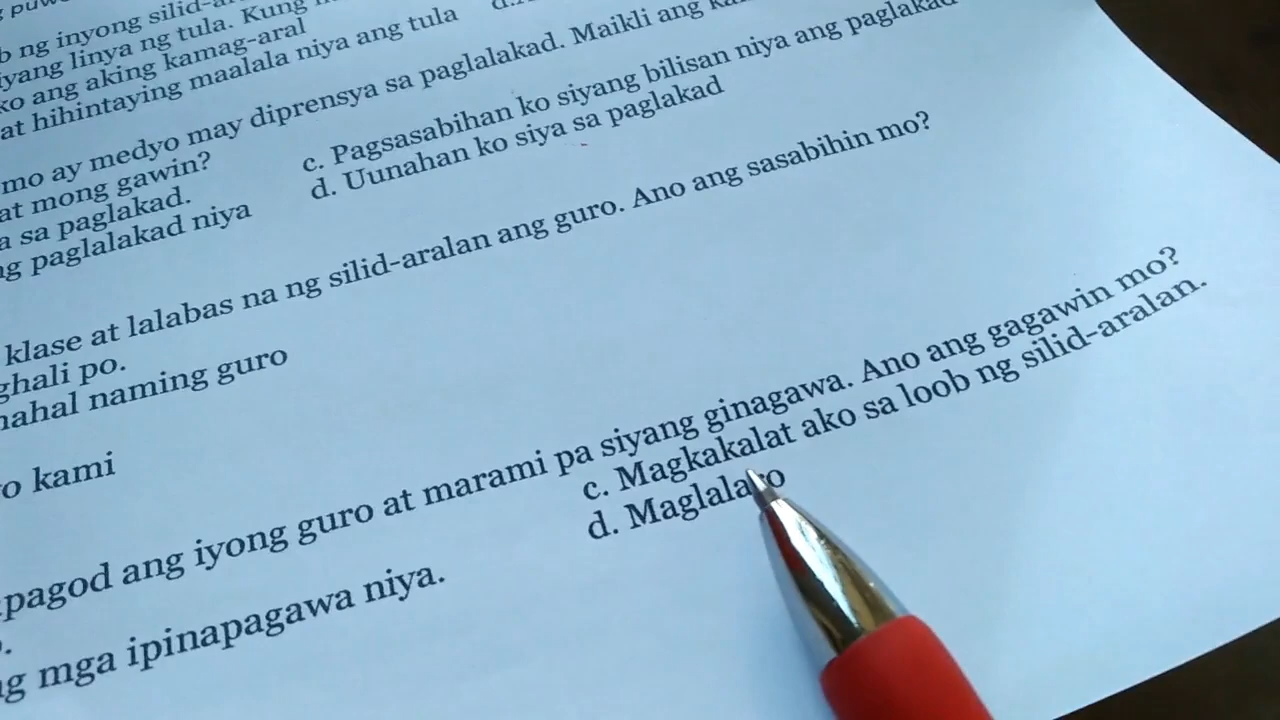 ng inyong
iyang linya ng tula. Kung
ko ang aking kamag-aral
at hihintaying maalala niya ang tula
mo ay medyo may diprensya sa paglalakad. Maikli ang
at mong gawin?
c. Pagsasabihan ko siyang bilisan niya ang paglakad
a sa paglakad.
d. Uunahan ko siya sa paglakad
ng paglalakad niya
klase at lalabas na ng silid-aralan ang guro. Ano ang sasabihin mo?
ghali po.
mahal naming guro
o kami
pagod ang iyong guro at marami pa siyang ginagawa. Ano ang gagawin mo?
c. Magkakalat ako sa loob ng silid-aralan.
d. Maglalaro
ng mga ipinapagawa niya.